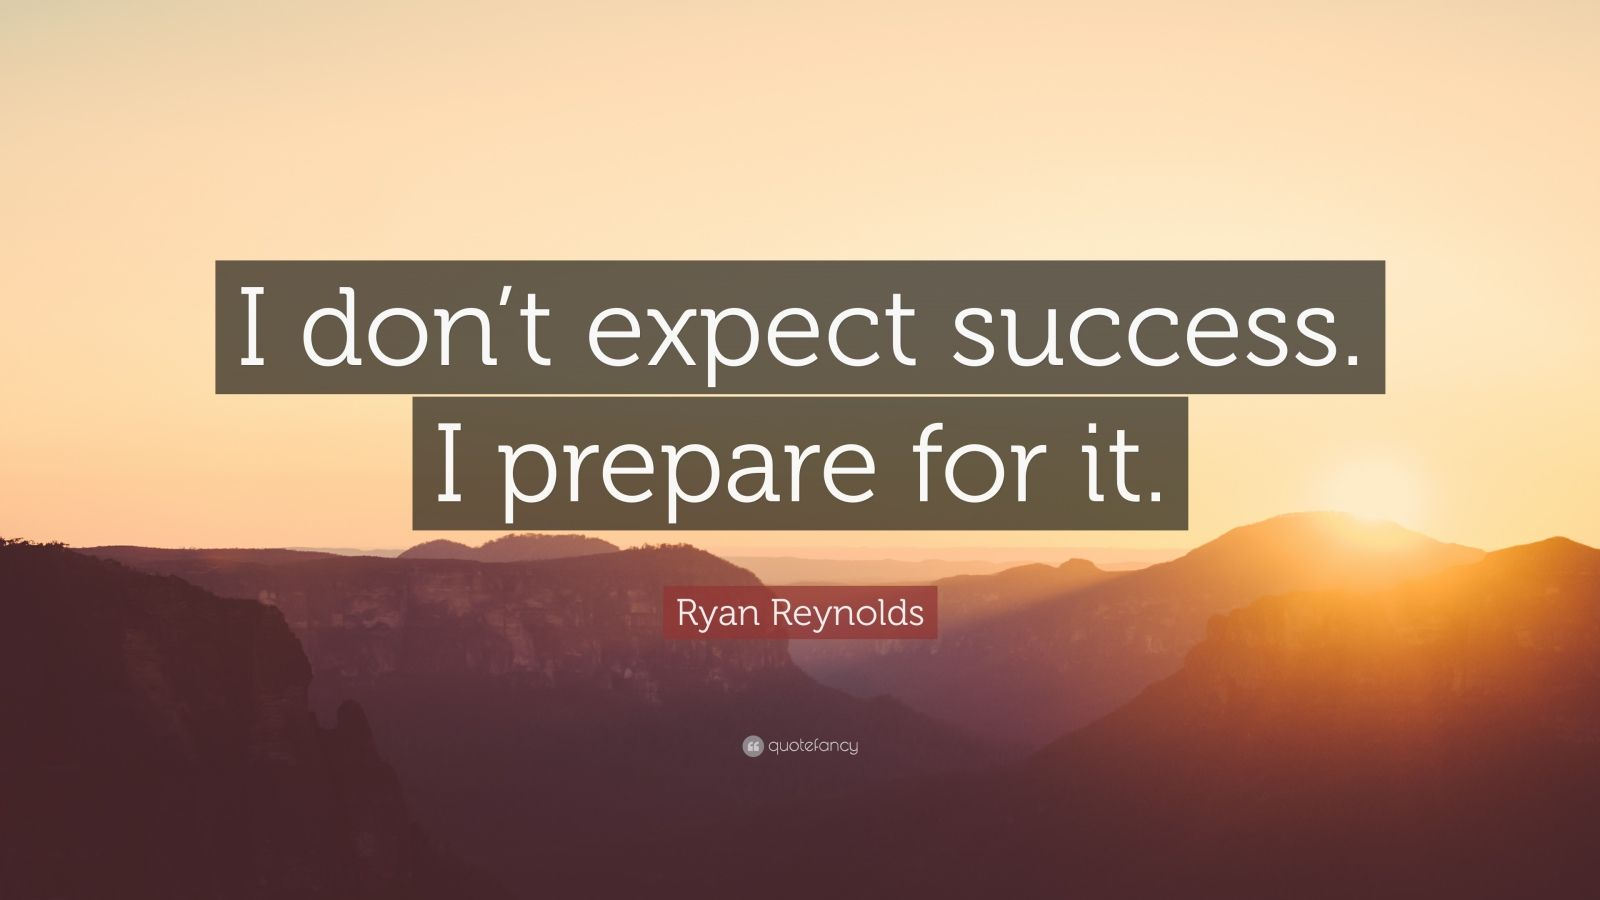 I don’t expect success.
I prepare for it.
Ryan Reynolds
quotefancy